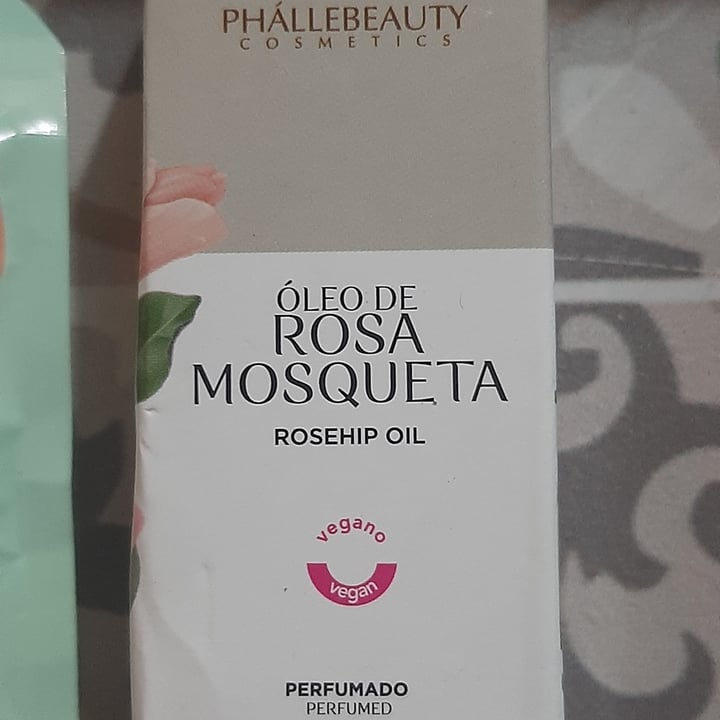 PHÁLLEBEAUTY
COSMETICS
ÓLEO DE
ROSA
MOSQUETA
ROSEHIP OIL
vegano
vegan
PERFUMADO
PERFUMED